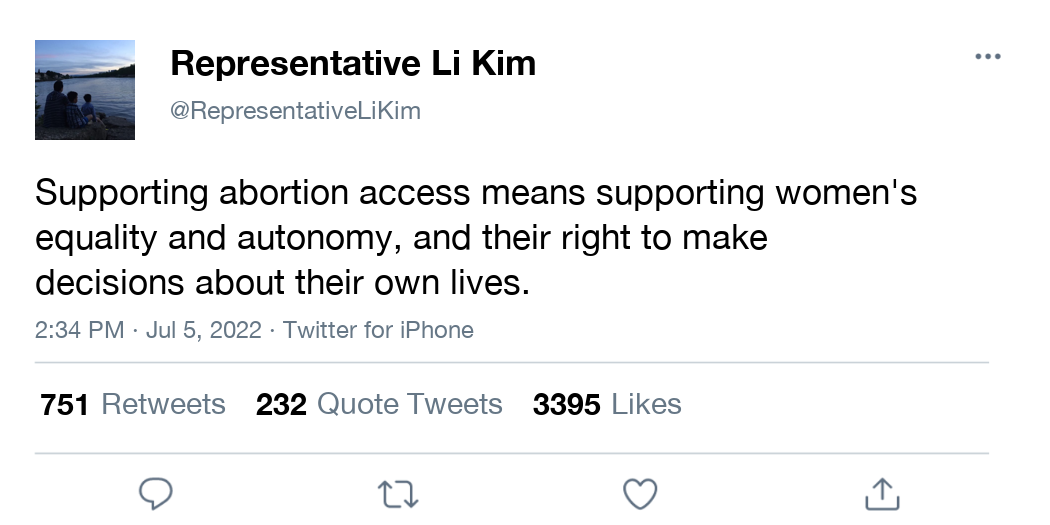 Representative Li Kim
@RepresentativeLiKim
Supporting abortion access means supporting women's
equality and autonomy, and their right to make
decisions about their own lives.
2:34 PM · Jul 5, 2022 · Twitter for iPhone
751 Retweets 232 Quote Tweets 3395 Likes